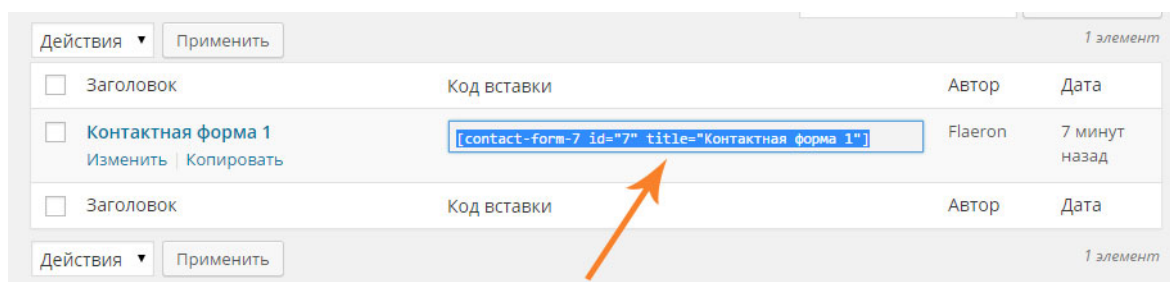 Действия Применить 1 элемент
Заголовок Код вставки Автор Дата
Контактная форма 1 [contact-form-7 id="7" title="Контактная форма 1"] Flaeron 7 минут
Изменить | Копировать назад
Заголовок Код вставки Автор Дата
Действия Применить 1 элемент